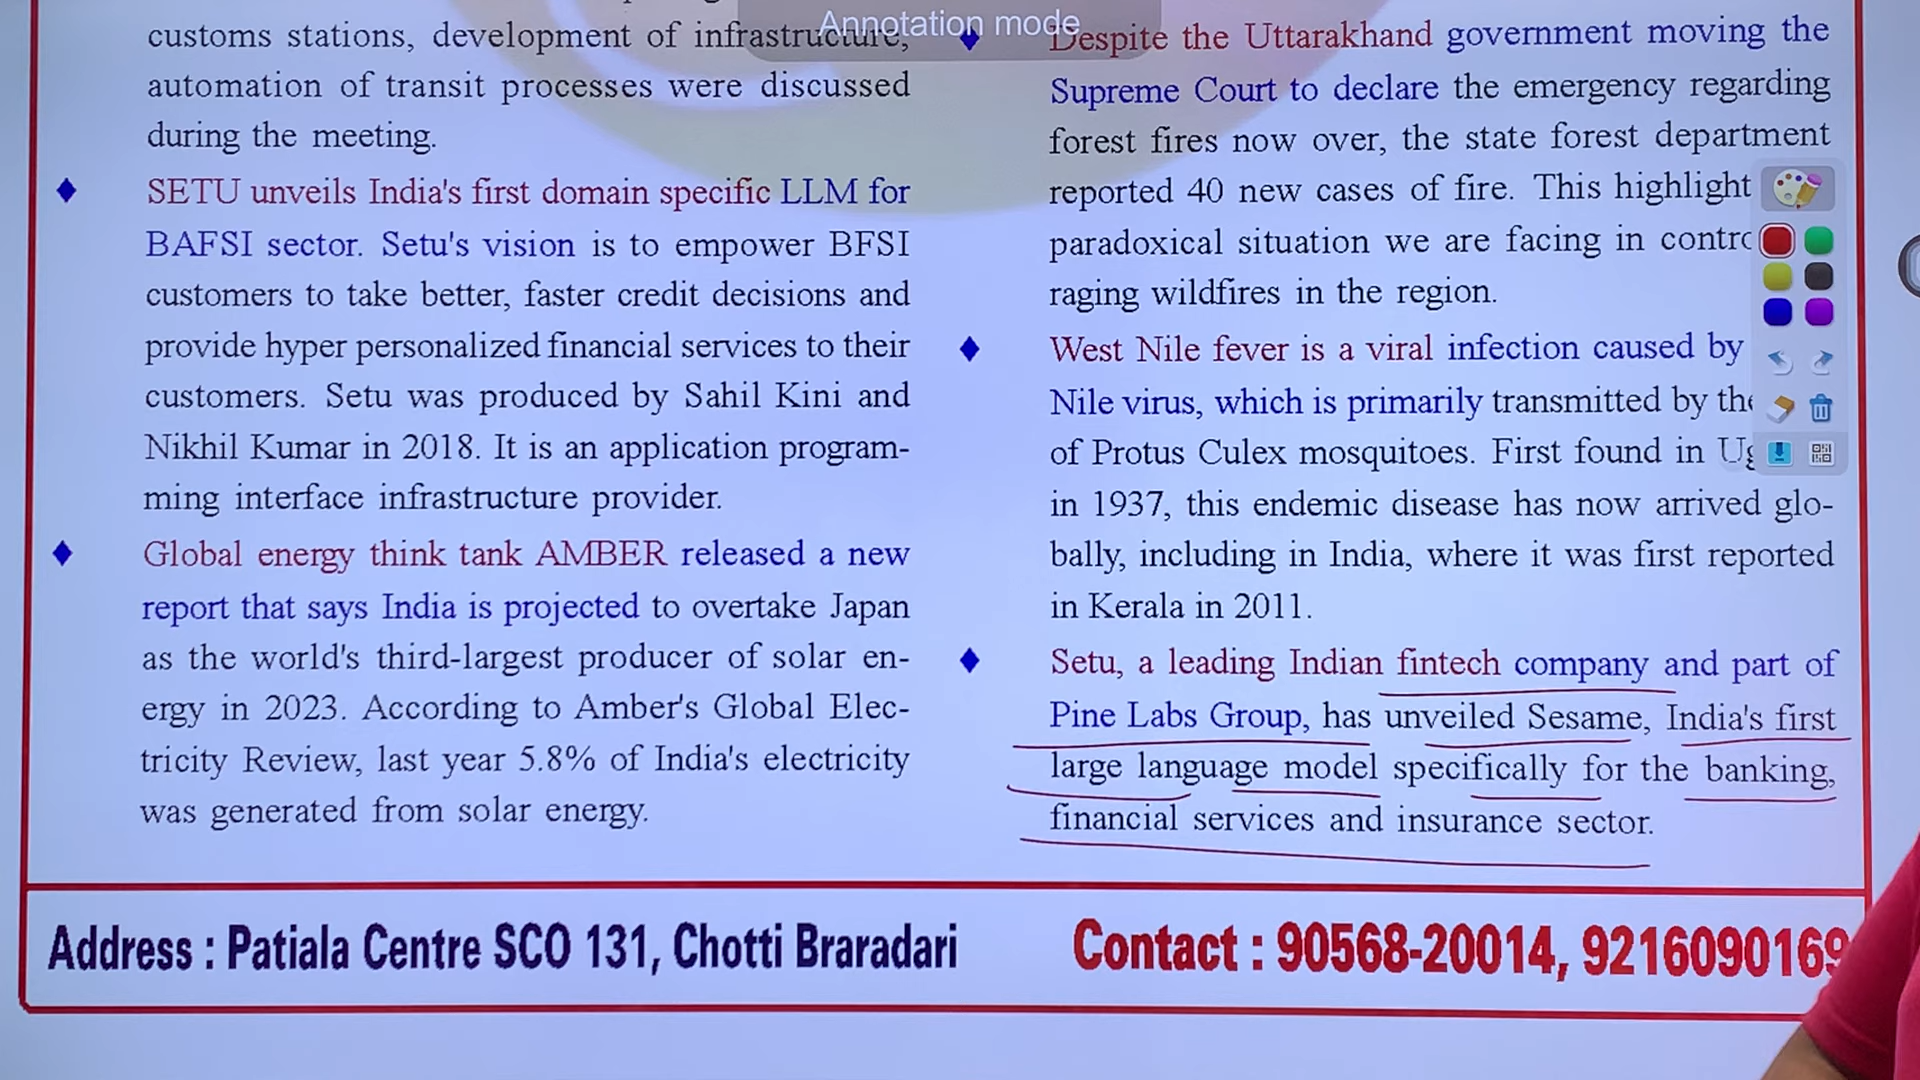 Annotation mode
customs stations, development of infrastructure,
automation of transit processes were discussed
during the meeting.
SETU unveils India's first domain specific LLM for
BAFSI sector. Setu's vision is to empower BFSI
customers to take better, faster credit decisions and
provide hyper personalized financial services to their
customers. Setu was produced by Sahil Kini and
Nikhil Kumar in 2018. It is an application program-
ming interface infrastructure provider.
Global energy think tank AMBER released a new
report that says India is projected to overtake Japan
as the world's third-largest producer of solar en-
ergy in 2023. According to Amber's Global Elec-
tricity Review, last year 5.8% of India's electricity
was generated from solar energy.
Despite the Uttarakhand government moving the
Supreme Court to declare the emergency regarding
forest fires now over, the state forest department
reported 40 new cases of fire. This highlight
paradoxical situation we are facing in contro
raging wildfires in the region.
West Nile fever is a viral infection caused by
Nile virus, which is primarily transmitted by the
of Protus Culex mosquitoes. First found in Ug
in 1937, this endemic disease has now arrived glo-
bally, including in India, where it was first reported
in Kerala in 2011.
Setu, a leading Indian fintech company and part of
Pine Labs Group, has unveiled Sesame, India's first
large language model specifically for the banking,
financial services and insurance sector.
Address : Patiala Centre SCO 131, Chotti Braradari
Contact : 90568-20014, 9216090169